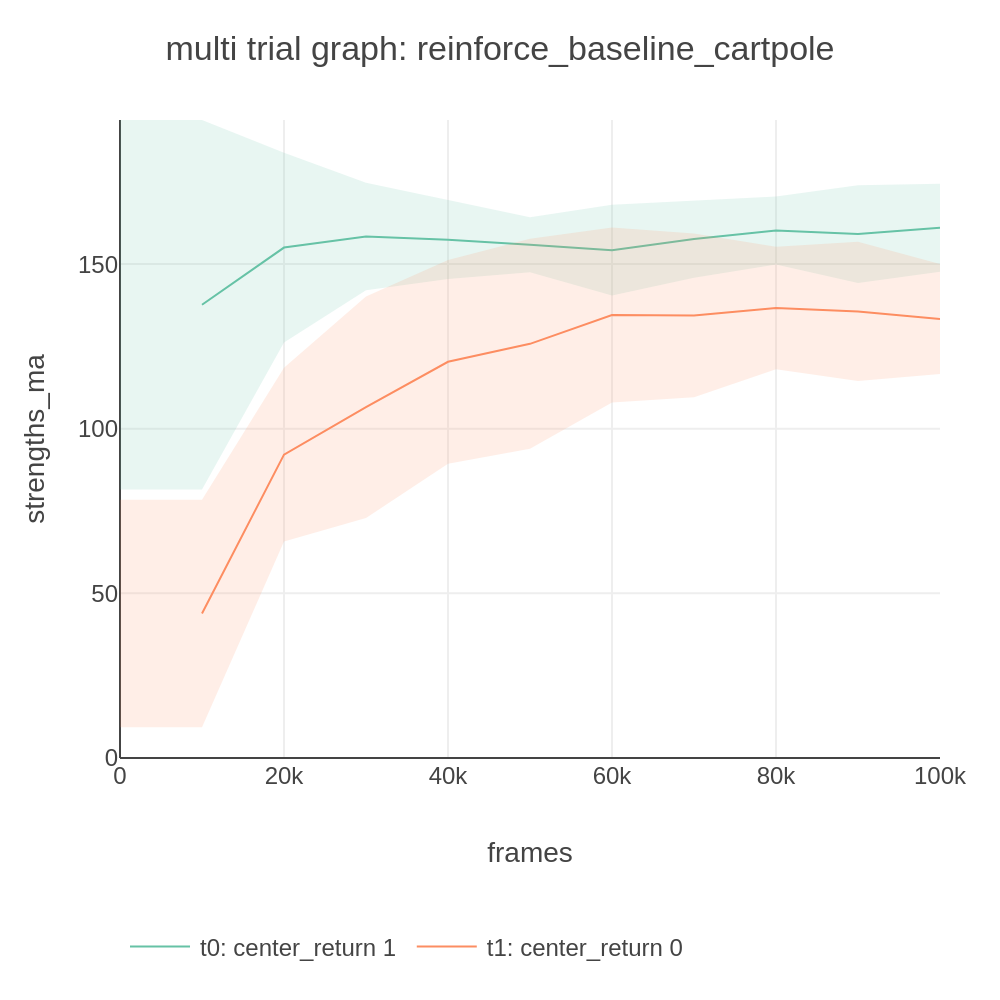 multi trial graph: reinforce_baseline_cartpole
strengths_ma
150
100
50
0
0 20k 40k 60k 80k 100k
frames
t0: center_return 1 t1: center_return 0